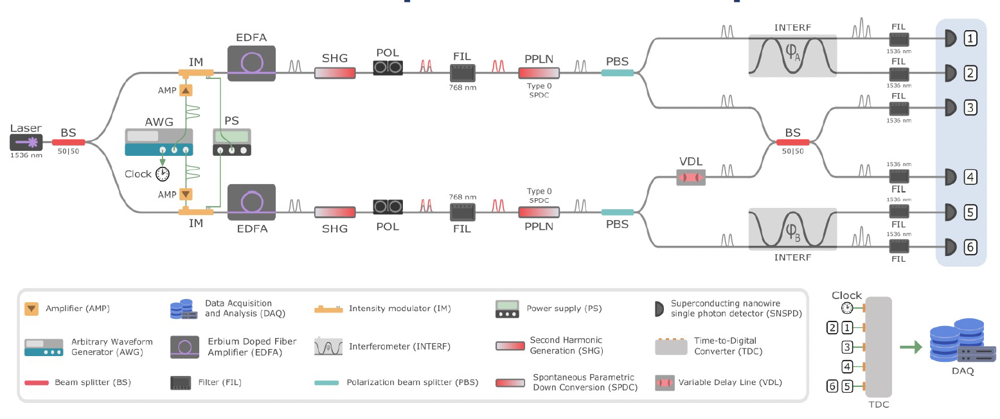 INTERF
FIL
1536 nm
1
EDFA
IM
SHG
POL
FIL
768 nm
PPLN
Type 0
SPDC
PBS
φA
FIL
1536 nm
2
AMP
FIL
1536 nm
3
AWG
PS
Laser
1536 nm
BS
50|50
BS
50|50
Clock
VDL
1536 nm
FIL
4
AMP
IM
EDFA
SHG
POL
768 nm
FIL
Type 0
SPDC
PPLN
PBS
φB
INTERF
1536 nm
FIL
5
1536 nm
FIL
6
Amplifier (AMP)
Data Acquisition
and Analysis (DAQ)
Intensity modulator (IM)
Power supply (PS)
Superconducting nanowire
single photon detector (SNSPD)
Arbitrary Waveform
Generator (AWG)
Erbium Doped Fiber
Amplifier (EDFA)
Interferometer (INTERF)
Second Harmonic
Generation (SHG)
Time-to-Digital
Converter (TDC)
Beam splitter (BS)
Filter (FIL)
Polarization beam splitter (PBS)
Spontaneous Parametric
Down Conversion (SPDC)
Variable Delay Line (VDL)
Clock
2 1
3
4
6 5
TDC
DAQ